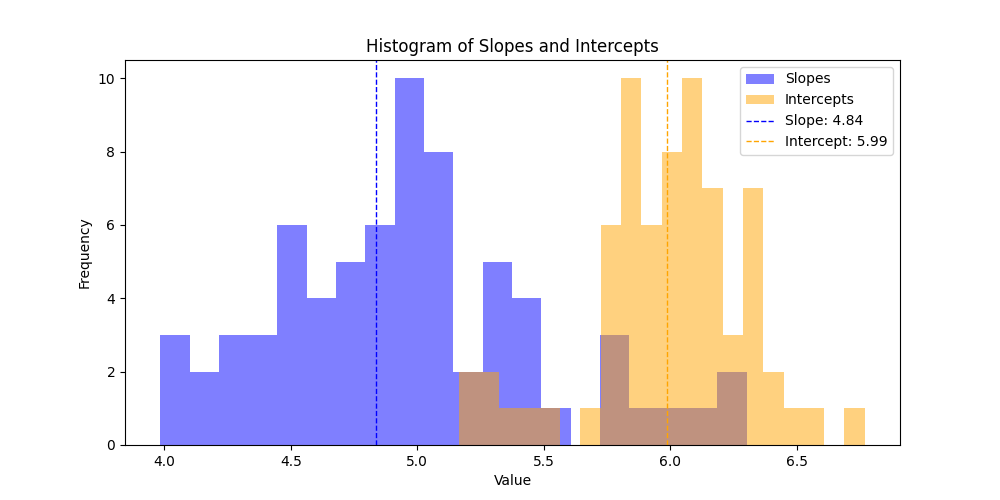 Histogram of Slopes and Intercepts
Slopes
Intercepts
Slope: 4.84
Intercept: 5.99
Frequency
10
8
6
4
2
0
4.0 4.5 5.0 5.5 6.0 6.5
Value